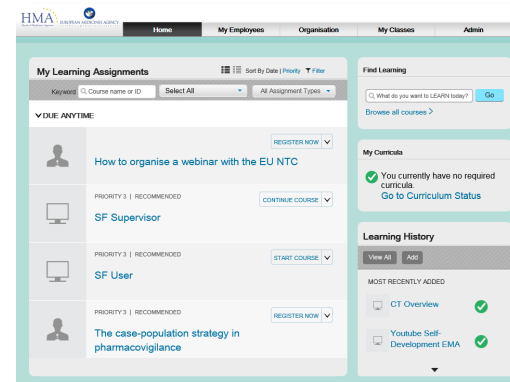 HMA EUROPEAN MEDICINES AGENCY
Home My Employees Organisation My Classes Admin
My Learning Assignments Sort By Date | Priority Filter
Keyword Course name or ID Select All All Assignment Types
DUE ANYTIME
REGISTER NOW
How to organise a webinar with the EU NTC
PRIORITY 3 | RECOMMENDED
CONTINUE COURSE
SF Supervisor
PRIORITY 3 | RECOMMENDED
START COURSE
SF User
PRIORITY 3 | RECOMMENDED
REGISTER NOW
The case-population strategy in
pharmacovigilance
Find Learning
What do you want to LEARN today? Go
Browse all courses >
My Curricula
You currently have no required
curricula.
Go to Curriculum Status
Learning History
View All Add
MOST RECENTLY ADDED
CT Overview
Youtube Self-
Development EMA